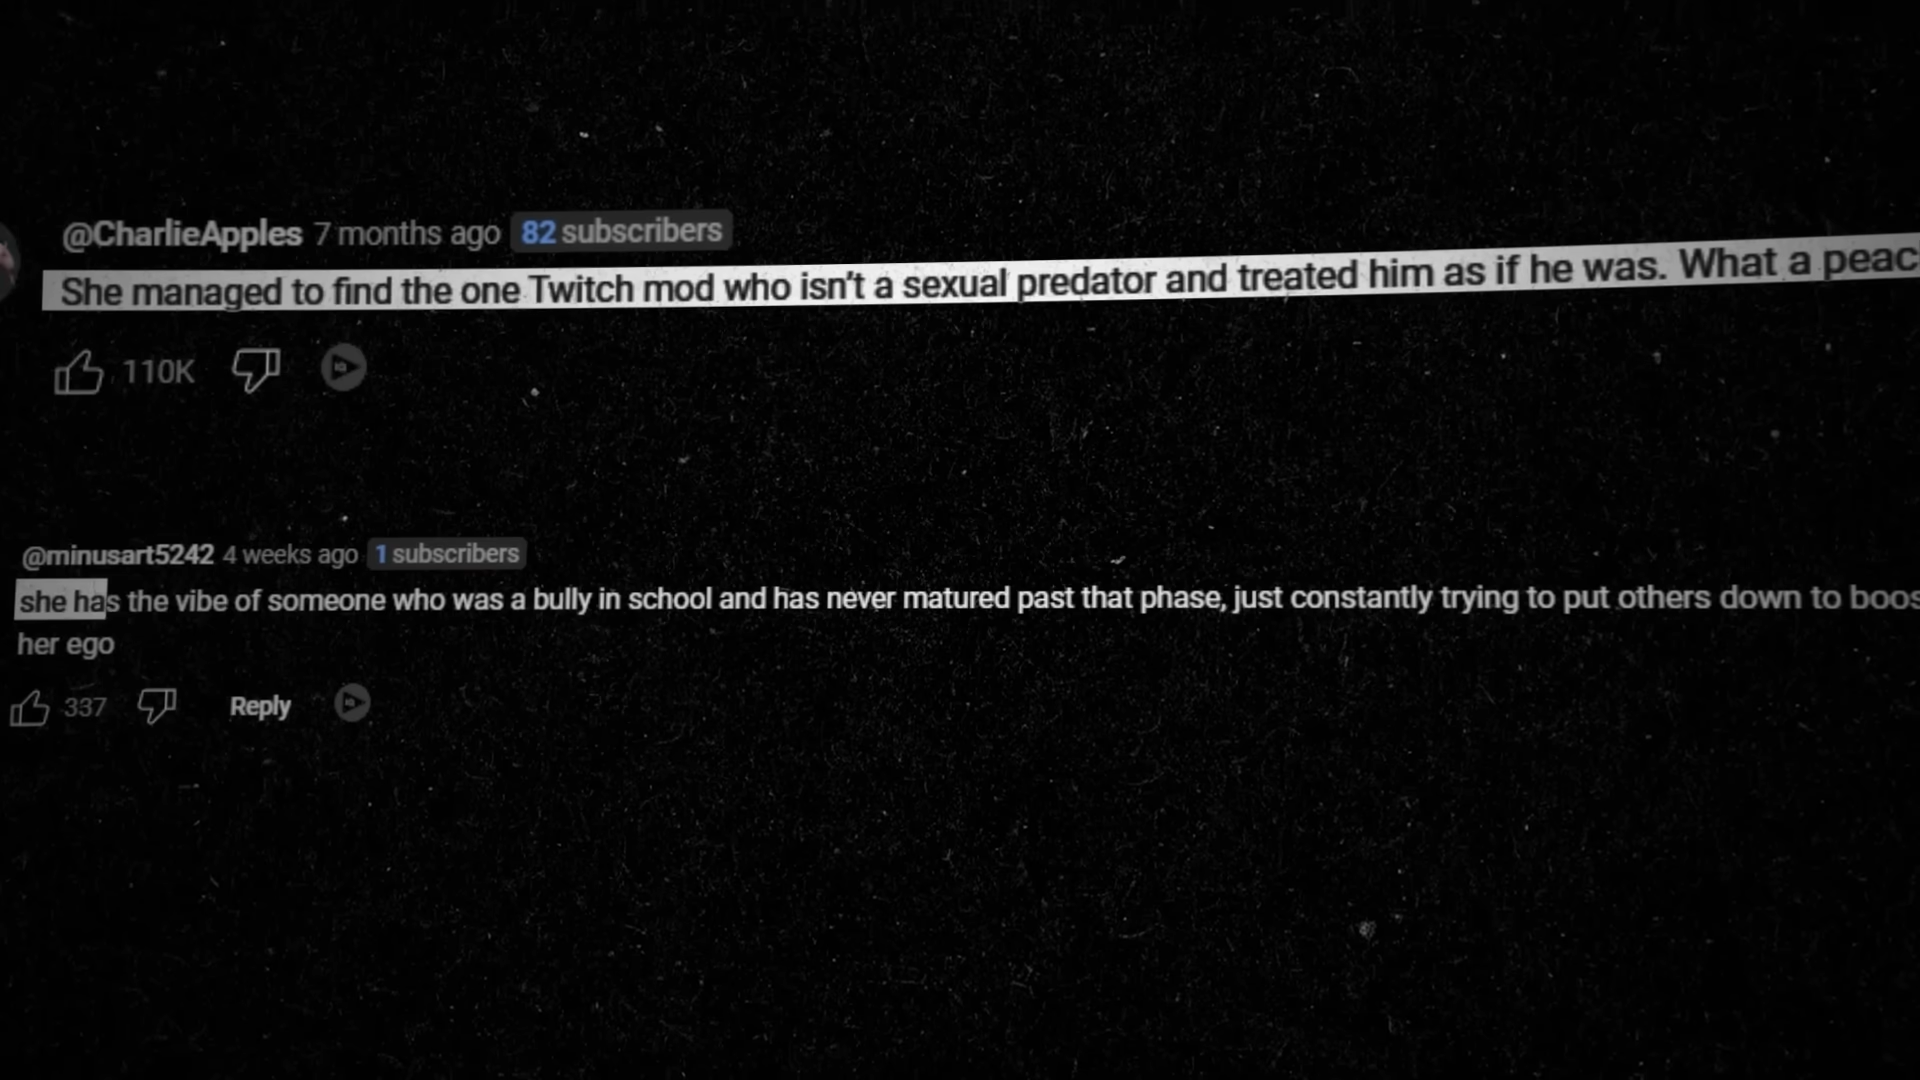 @CharlieApples 7 months ago 82 subscribers
She managed to find the one Twitch mod who isn't a sexual predator and treated him as if he was. What a peac
110K
@minusart5242 4 weeks ago 1 subscribers
she has the vibe of someone who was a bully in school and has never matured past that phase, just constantly trying to put others down to boos
her ego
337 Reply